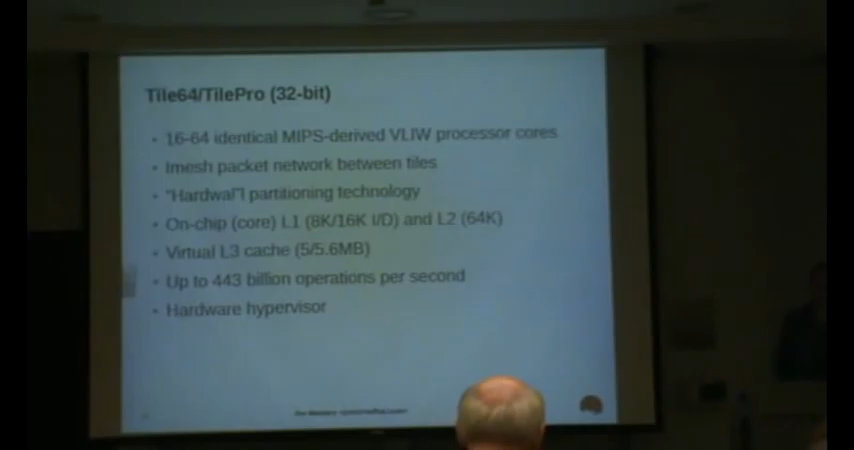 Tile64/TilePro (32-bit)
16-64 identical MIPS-derived VLIW processor cores
Imesh packet network between tiles
"Hardwal"l partitioning technology
On-chip (core) L1 (8K/16K I/D) and L2 (64K)
Virtual L3 cache (5/5.6MB)
Up to 443 billion operations per second
Hardware hypervisor